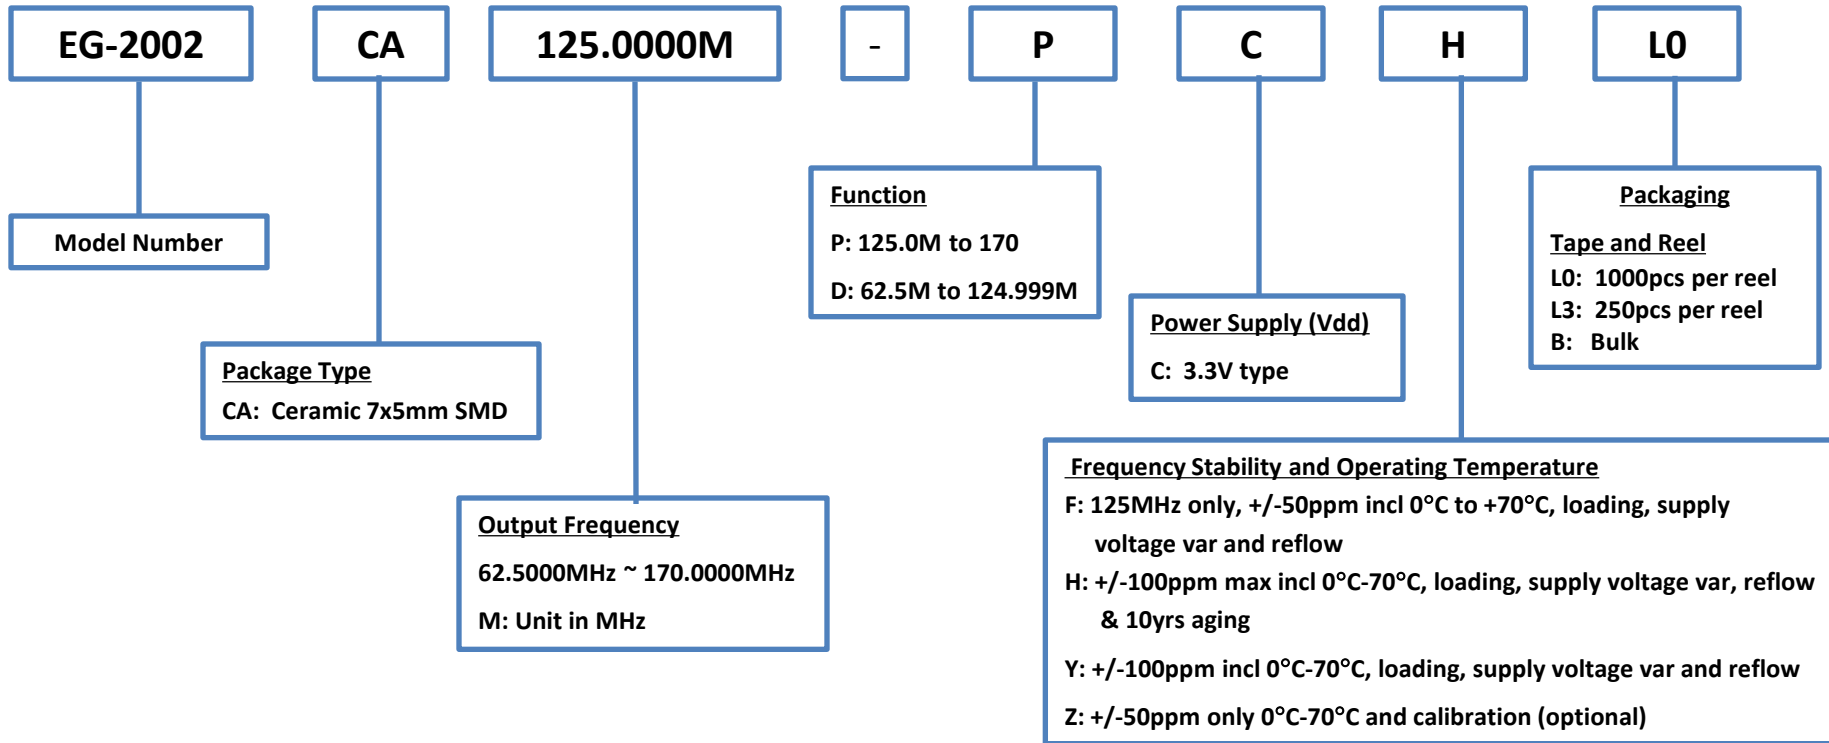 EG-2002 CA 125.0000M - P C H L0
Model Number
Package Type
CA: Ceramic 7x5mm SMD
Output Frequency
62.5000MHz ~ 170.0000MHz
M: Unit in MHz
Function
P: 125.0M to 170
D: 62.5M to 124.999M
Power Supply (Vdd)
C: 3.3V type
Frequency Stability and Operating Temperature
F: 125MHz only, +/-50ppm incl 0°C to +70°C, loading, supply
voltage var and reflow
H: +/-100ppm max incl 0°C-70°C, loading, supply voltage var, reflow
& 10yrs aging
Y: +/-100ppm incl 0°C-70°C, loading, supply voltage var and reflow
Z: +/-50ppm only 0°C-70°C and calibration (optional)
Packaging
Tape and Reel
L0: 1000pcs per reel
L3: 250pcs per reel
B: Bulk